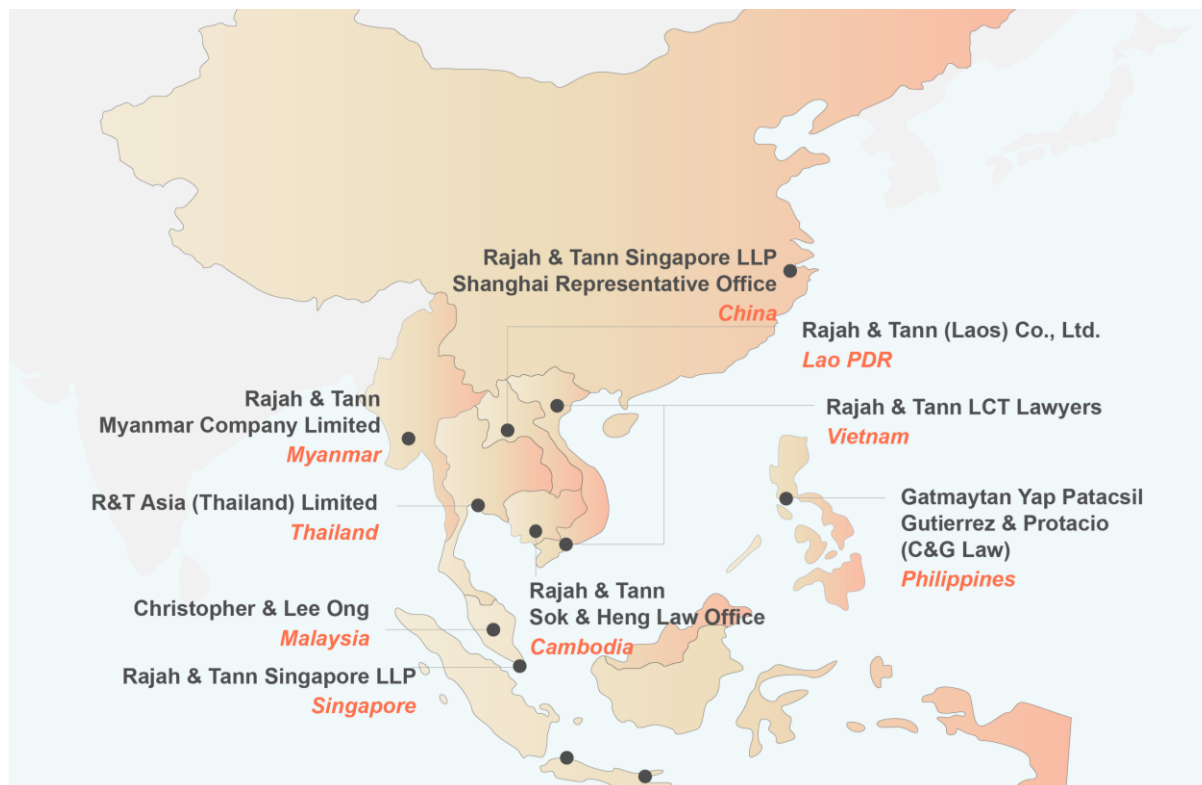 Rajah & Tann Singapore LLP
Shanghai Representative Office
China
Rajah & Tann (Laos) Co., Ltd.
Lao PDR
Rajah & Tann
Myanmar Company Limited
Myanmar
Rajah & Tann LCT Lawyers
Vietnam
R&T Asia (Thailand) Limited
Thailand
Gatmaytan Yap Patacsil
Gutierrez & Protacio
(C&G Law)
Philippines
Rajah & Tann
Sok & Heng Law Office
Cambodia
Christopher & Lee Ong
Malaysia
Rajah & Tann Singapore LLP
Singapore